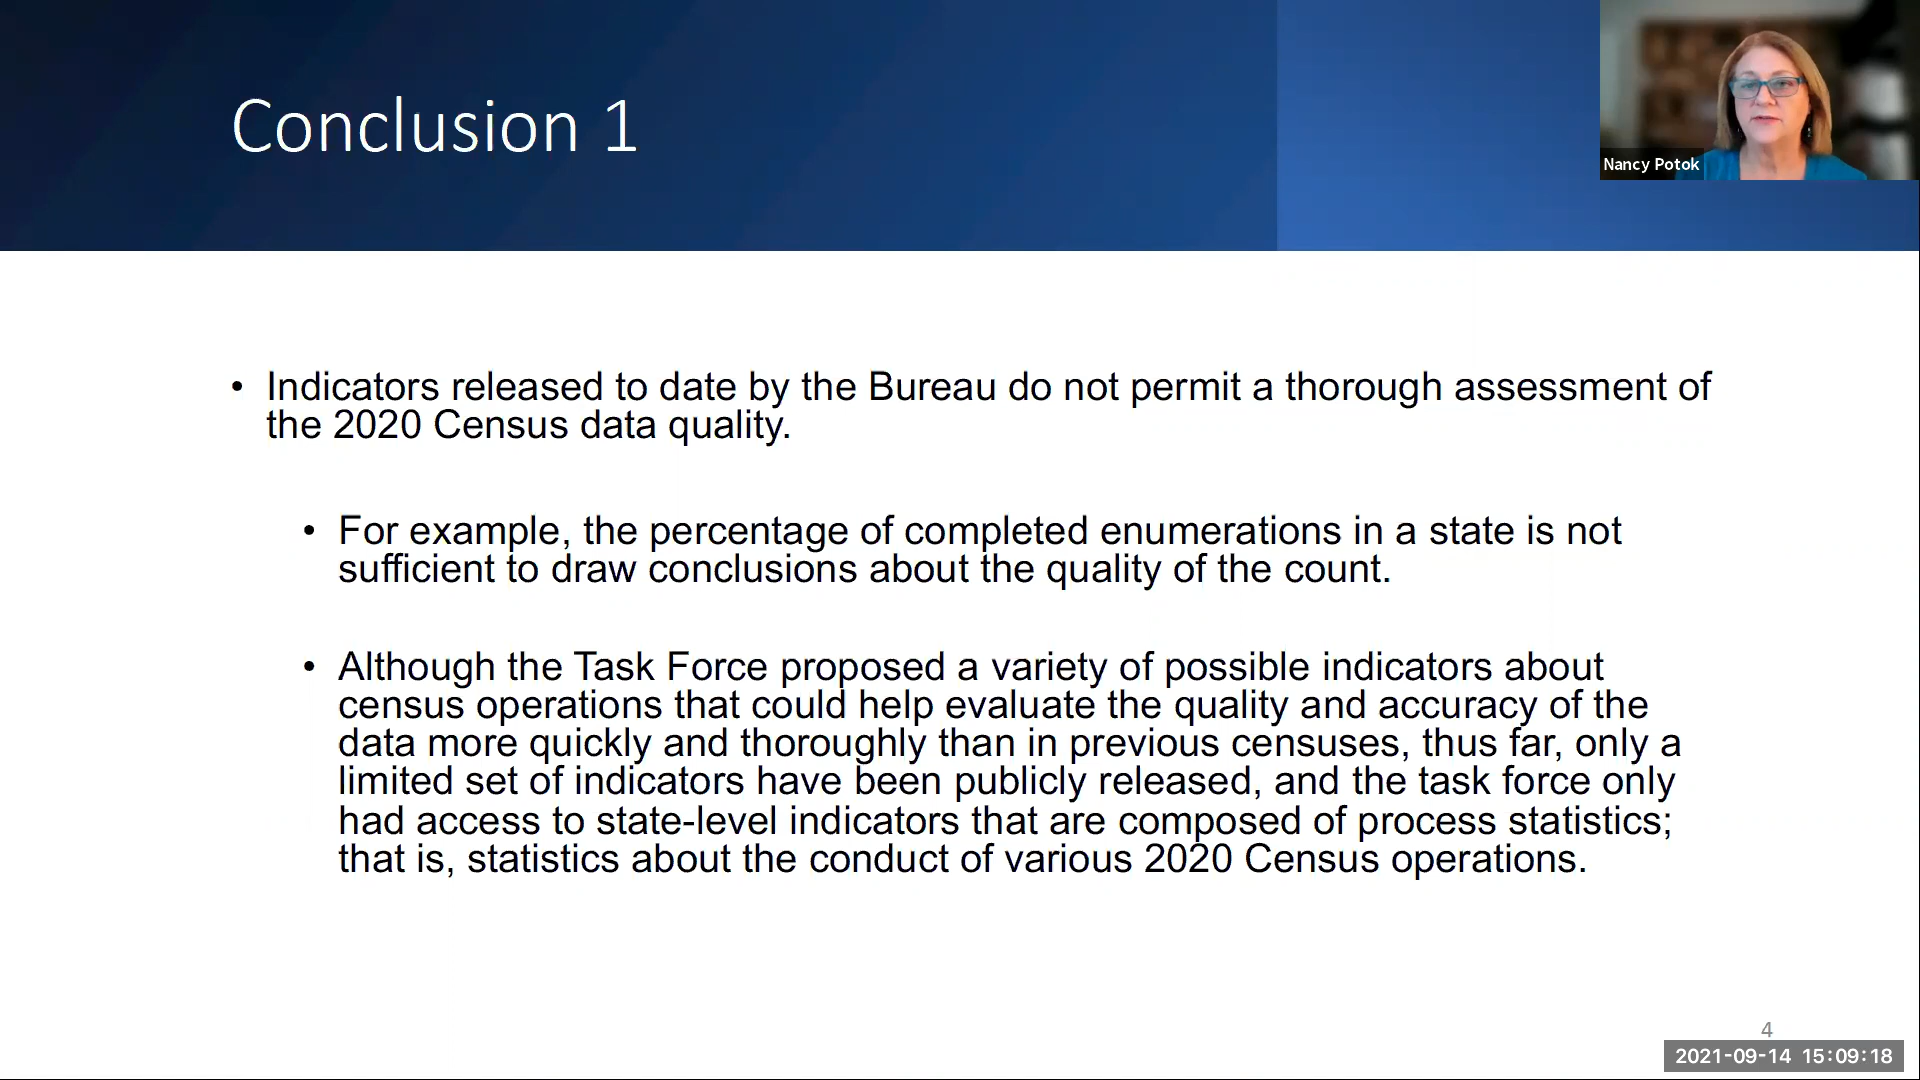 Conclusion 1
Nancy Potok
• Indicators released to date by the Bureau do not permit a thorough assessment of
the 2020 Census data quality.
• For example, the percentage of completed enumerations in a state is not
sufficient to draw conclusions about the quality of the count.
• Although the Task Force proposed a variety of possible indicators about
census operations that could help evaluate the quality and accuracy of the
data more quickly and thoroughly than in previous censuses, thus far, only a
limited set of indicators have been publicly released, and the task force only
had access to state-level indicators that are composed of process statistics;
that is, statistics about the conduct of various 2020 Census operations.
4
2021-09-14 15:09:18